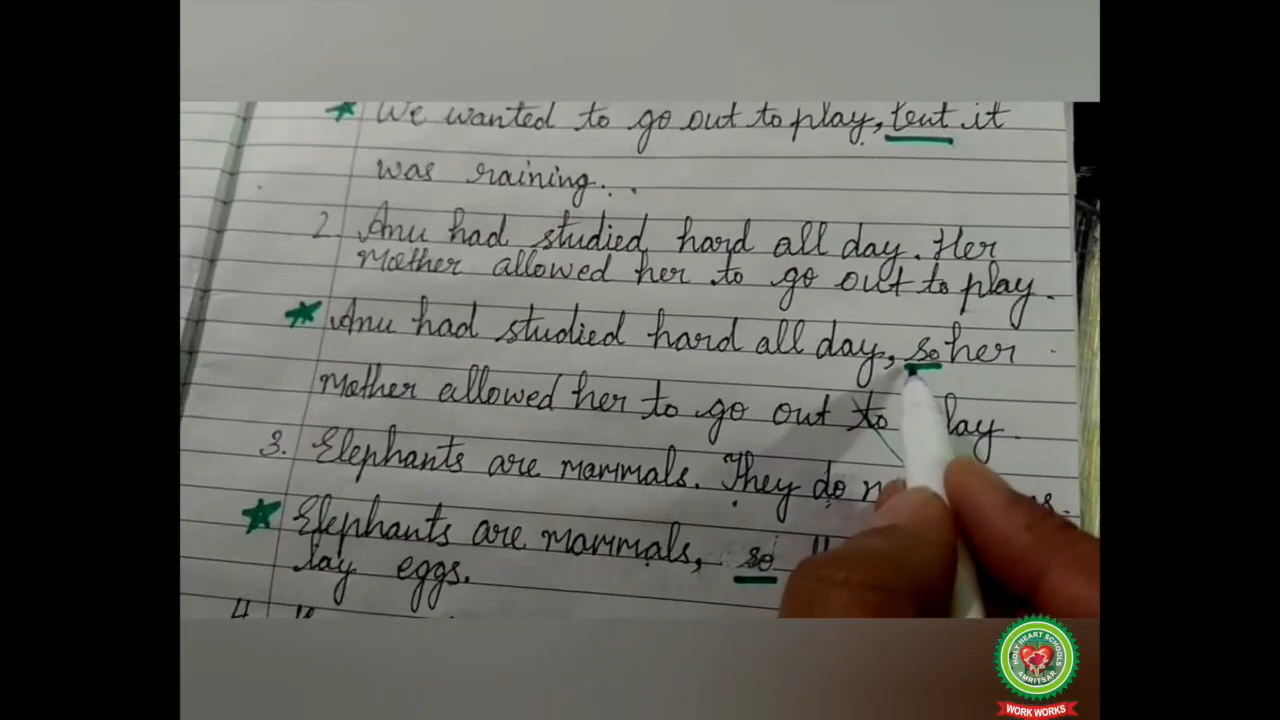 ★ We wanted to go out to play, but it
was raining..
2. Anu had studied hard all day. Her
Mother allowed her to go out to play.
★ Anu had studied hard all day, so her
Mother allowed her to go out to lay.
3. Elephants are mammals. They do
★ Elephants are mammals, so
lay eggs.
4
HOLY HEART SCHOOLS
AMRITSAR
WORK WORKS